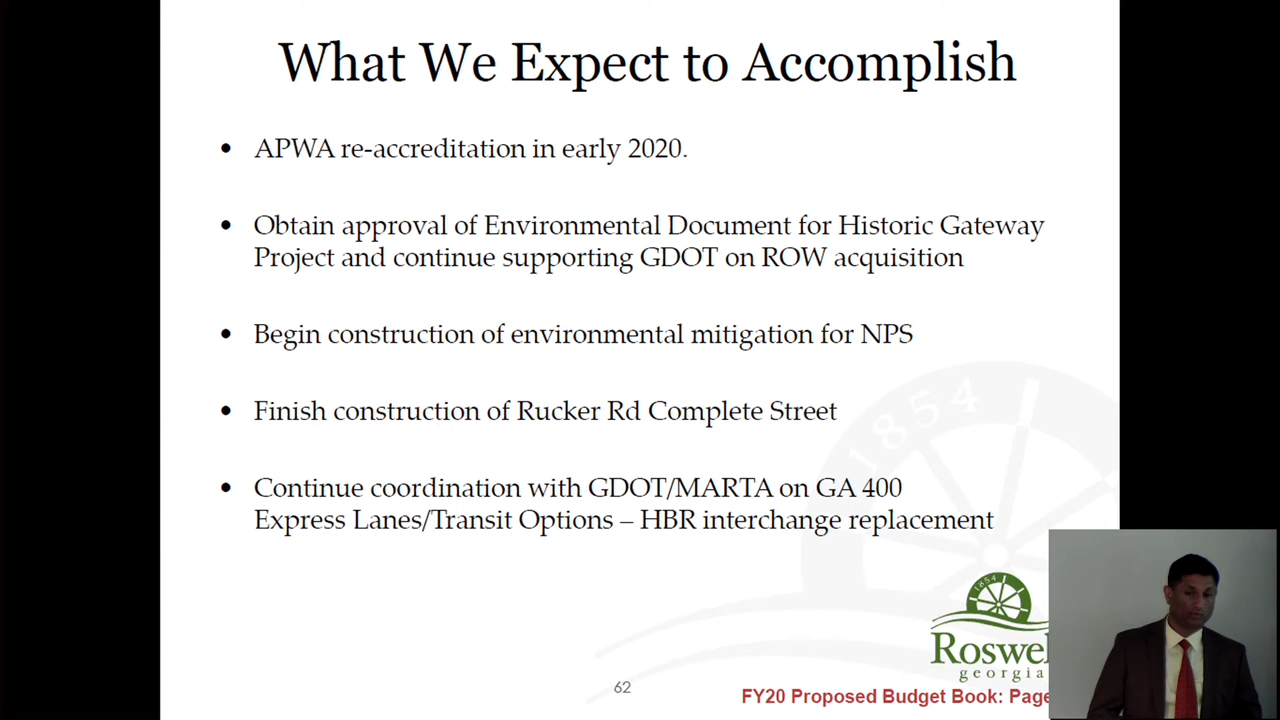 What We Expect to Accomplish
• APWA re-accreditation in early 2020.
• Obtain approval of Environmental Document for Historic Gateway
Project and continue supporting GDOT on ROW acquisition
• Begin construction of environmental mitigation for NPS
• Finish construction of Rucker Rd Complete Street
• Continue coordination with GDOT/MARTA on GA 400
Express Lanes/Transit Options – HBR interchange replacement
1854
1854
Roswel
georgia
62
FY20 Proposed Budget Book: Page